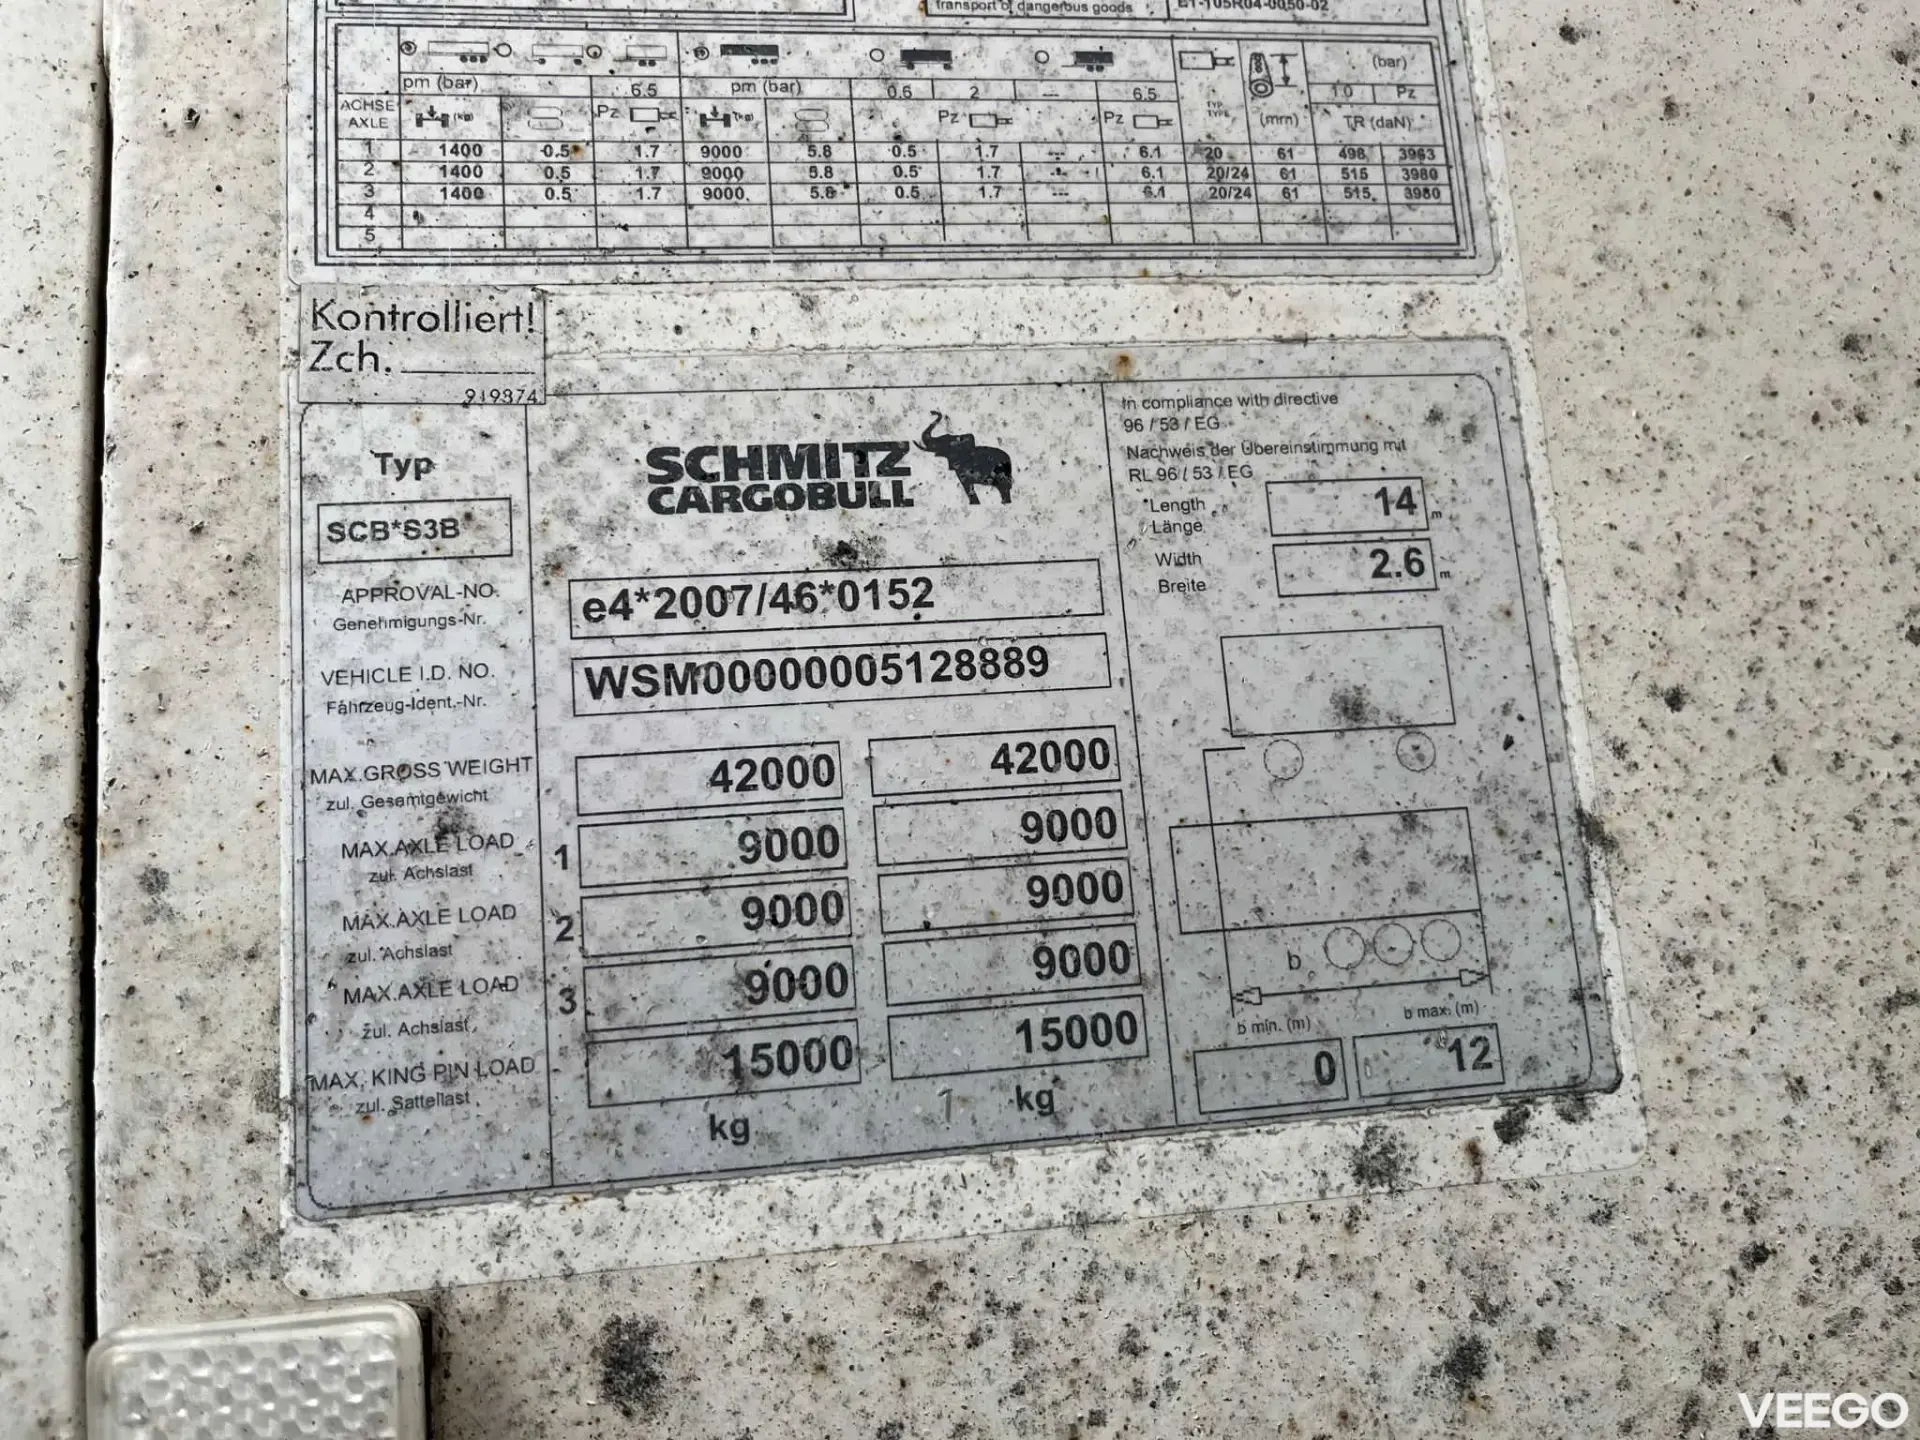 transport of dangerous goods E1-105R04-0050-02
(bar)
pm (bar) 6.5 pm (bar) 0.6 2 --- 6.5 1.0 Pz
ACHSE
AXLE (kg) Pz (kg) Pz Pz TYP TYPE (mm) TR (daN)
1 1400 0.5 1.7 9000 5.8 0.5 1.7 --- 6.1 20 61 498 3963
2 1400 0.5 1.7 9000 5.8 0.5 1.7 --- 6.1 20/24 61 515 3980
3 1400 0.5 1.7 9000 5.8 0.5 1.7 --- 6.1 20/24 61 515 3980
4
5
Kontrolliert!
Zch.
919374
Typ
SCB*S3B
SCHMITZ
CARGOBULL
In compliance with directive
96 / 53 / EG
Nachweis der Übereinstimmung mit
RL 96 / 53 / EG
Length
Länge 14 m
Width
Breite 2.6 m
APPROVAL-NO.
Genehmigungs-Nr.
e4*2007/46*0152
VEHICLE I.D. NO.
Fahrzeug-Ident.-Nr.
WSM00000005128889
MAX.GROSS WEIGHT
zul. Gesamtgewicht
42000 42000
MAX.AXLE LOAD
zul. Achslast
1 9000 9000
MAX.AXLE LOAD
zul. Achslast
2 9000 9000
MAX.AXLE LOAD
zul. Achslast
3 9000 9000
MAX. KING PIN LOAD
zul. Sattellast
15000 15000
kg 1 kg
b
b min. (m) b max. (m)
0 12
VEEGO